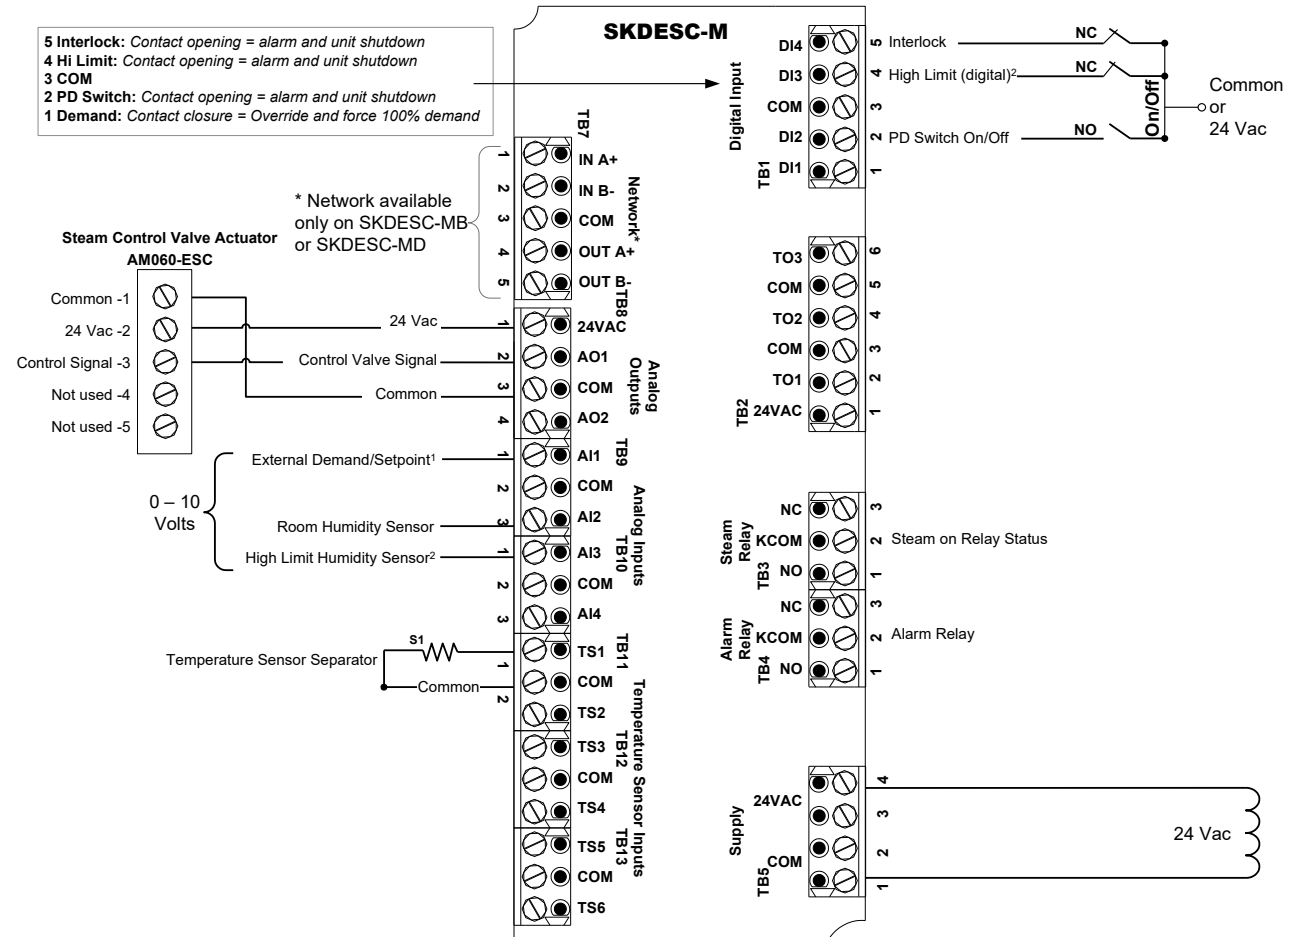 SKDESC-M
5 Interlock: Contact opening = alarm and unit shutdown
4 Hi Limit: Contact opening = alarm and unit shutdown
3 COM
2 PD Switch: Contact opening = alarm and unit shutdown
1 Demand: Contact closure = Override and force 100% demand
* Network available
only on SKDESC-MB
or SKDESC-MD
Steam Control Valve Actuator
AM060-ESC
Common -1
24 Vac -2
Control Signal -3
Not used -4
Not used -5
24 Vac
Control Valve Signal
Common
0 – 10
Volts
External Demand/Setpoint¹
Room Humidity Sensor
High Limit Humidity Sensor²
Temperature Sensor Separator
S1
Common
TB7
Network*
1 IN A+
2 IN B-
3 COM
4 OUT A+
5 OUT B-
TB8
Analog
Outputs
1 24VAC
2 AO1
3 COM
4 AO2
TB9
Analog Inputs
1 AI1
2 COM
3 AI2
TB10
1 AI3
2 COM
3 AI4
TB11
Temperature Sensor Inputs
1 TS1
2 COM
TS2
TB12
TS3
COM
TS4
TB13
TS5
COM
TS6
Digital Input
TB1
DI4 5 Interlock
DI3 4 High Limit (digital)²
COM 3
DI2 2 PD Switch On/Off
DI1 1
NC
NC
NO
On/Off
Common
or
24 Vac
TB2
TO3 6
COM 5
TO2 4
COM 3
TO1 2
24VAC 1
Steam
Relay
TB3
NC 3
KCOM 2 Steam on Relay Status
NO 1
Alarm
Relay
TB4
NC 3
KCOM 2 Alarm Relay
NO 1
Supply
TB5
4
24VAC
3
2
COM
1
24 Vac